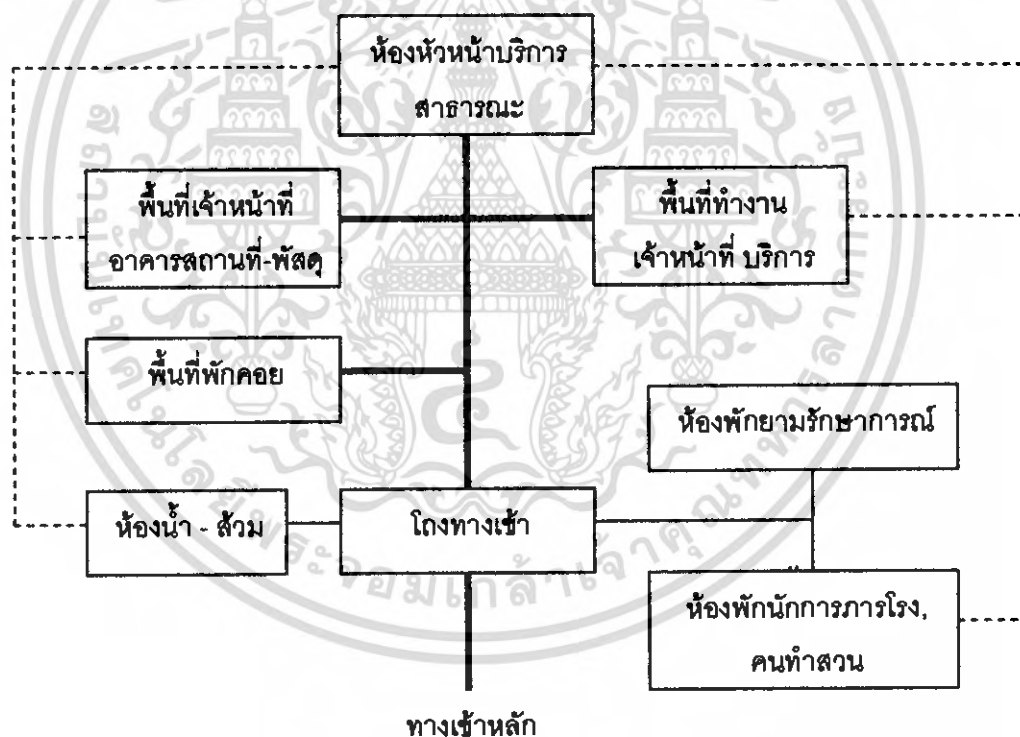 ห้องหัวหน้าบริการ
สาธารณะ
พื้นที่เจ้าหน้าที่
อาคารสถานที่-พัสดุ
พื้นที่ทำงาน
เจ้าหน้าที่ บริการ
พื้นที่พักคอย
ห้องพักยามรักษาการณ์
ห้องน้ำ - ส้วม
โถงทางเข้า
ห้องพักนักการภารโรง,
คนทำสวน
ทางเข้าหลัก